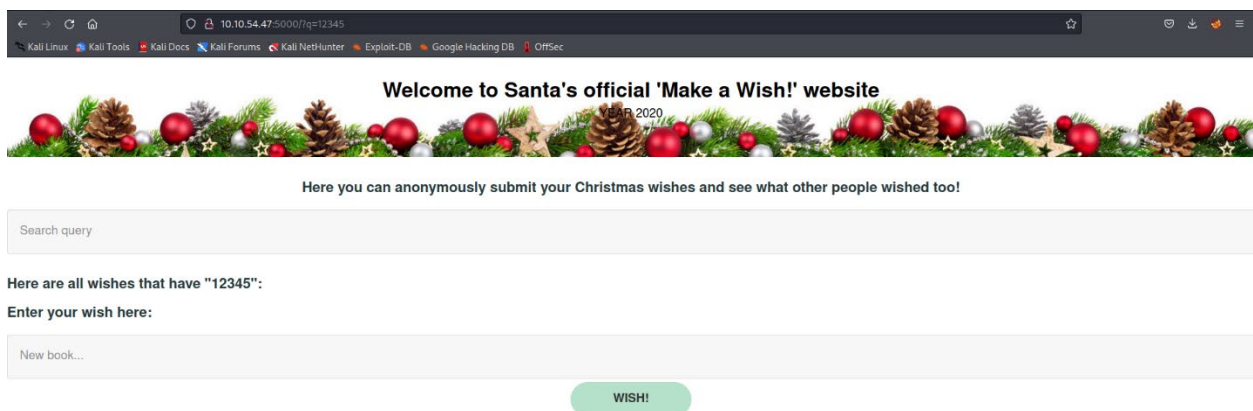 10.10.54.47:5000/?q=12345
Kali Linux Kali Tools Kali Docs Kali Forums Kali NetHunter Exploit-DB Google Hacking DB OffSec
Welcome to Santa's official 'Make a Wish!' website
YEAR 2020
Here you can anonymously submit your Christmas wishes and see what other people wished too!
Search query
Here are all wishes that have "12345":
Enter your wish here:
New book...
WISH!